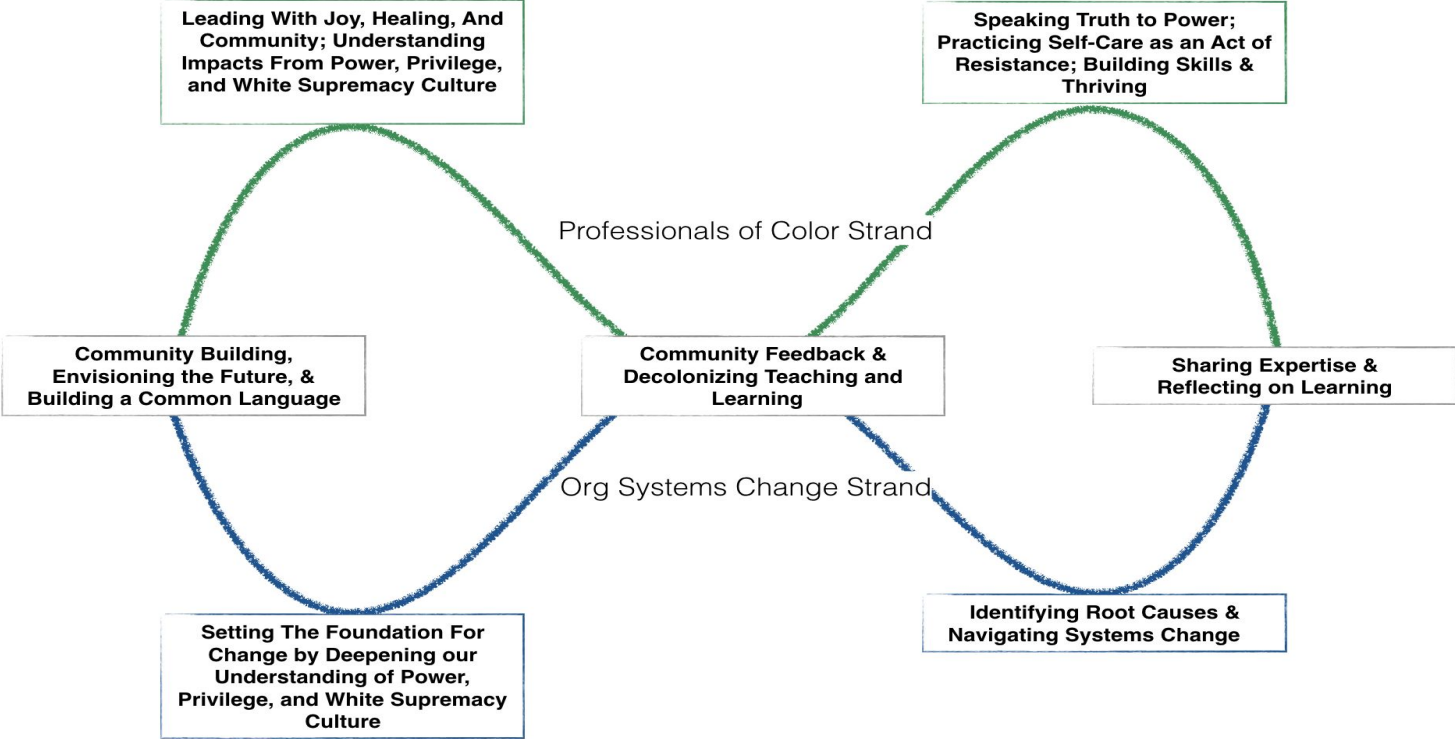 Leading With Joy, Healing, And
Community; Understanding
Impacts From Power, Privilege,
and White Supremacy Culture
Speaking Truth to Power;
Practicing Self-Care as an Act of
Resistance; Building Skills &
Thriving
Professionals of Color Strand
Community Building,
Envisioning the Future, &
Building a Common Language
Community Feedback &
Decolonizing Teaching and
Learning
Sharing Expertise &
Reflecting on Learning
Org Systems Change Strand
Setting The Foundation For
Change by Deepening our
Understanding of Power,
Privilege, and White Supremacy
Culture
Identifying Root Causes &
Navigating Systems Change